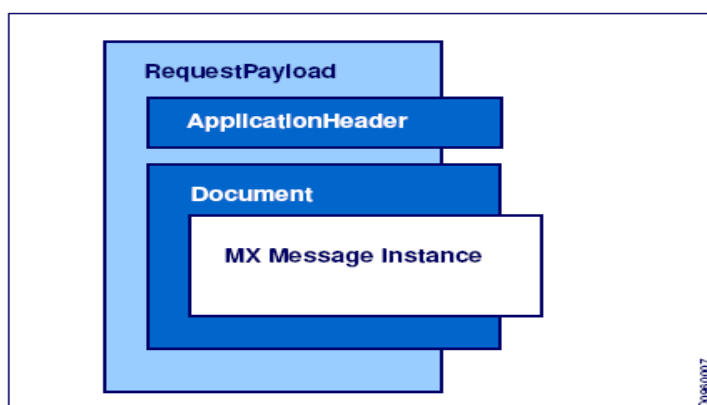 RequestPayload
ApplicationHeader
Document
MX Message Instance